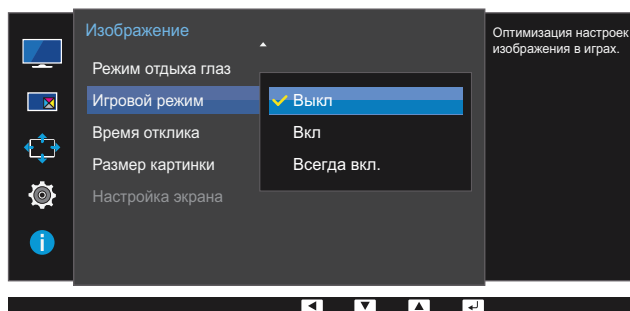 Изображение
Режим отдыха глаз
Игровой режим
Время отклика
Размер картинки
Настройка экрана
Выкл
Вкл
Всегда вкл.
Оптимизация настроек
изображения в играх.